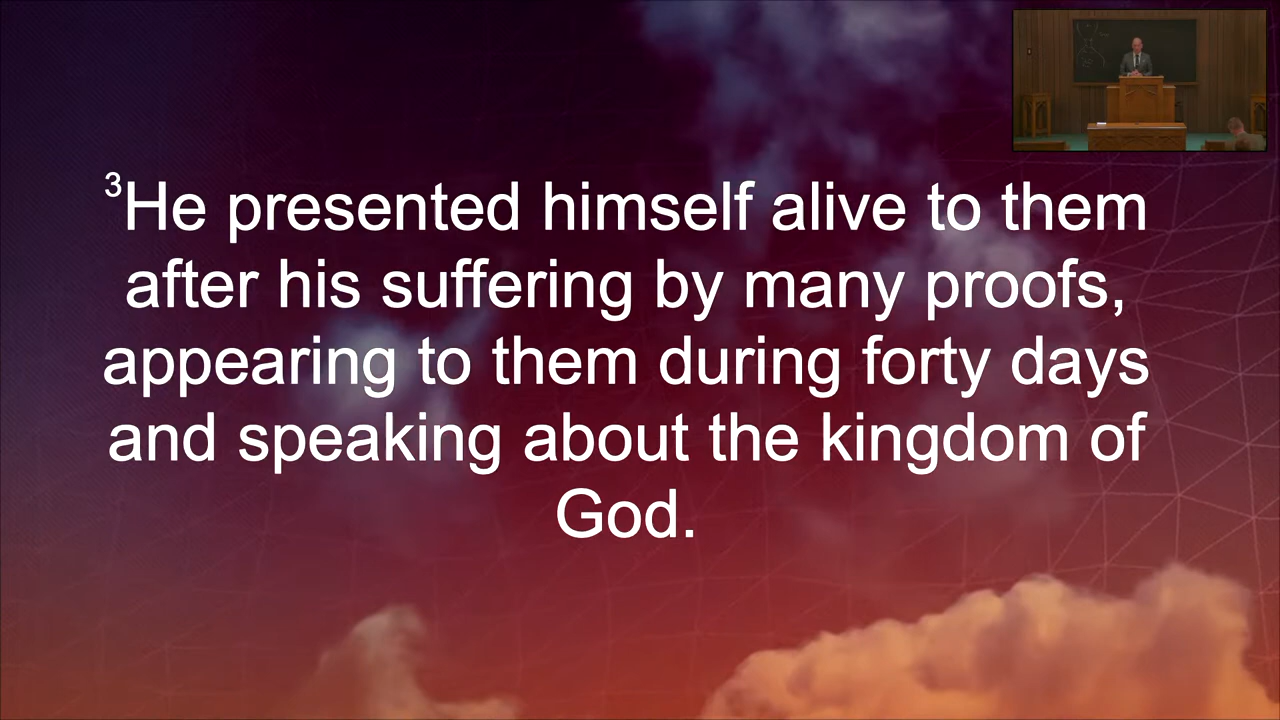 ³He presented himself alive to them
after his suffering by many proofs,
appearing to them during forty days
and speaking about the kingdom of
God.